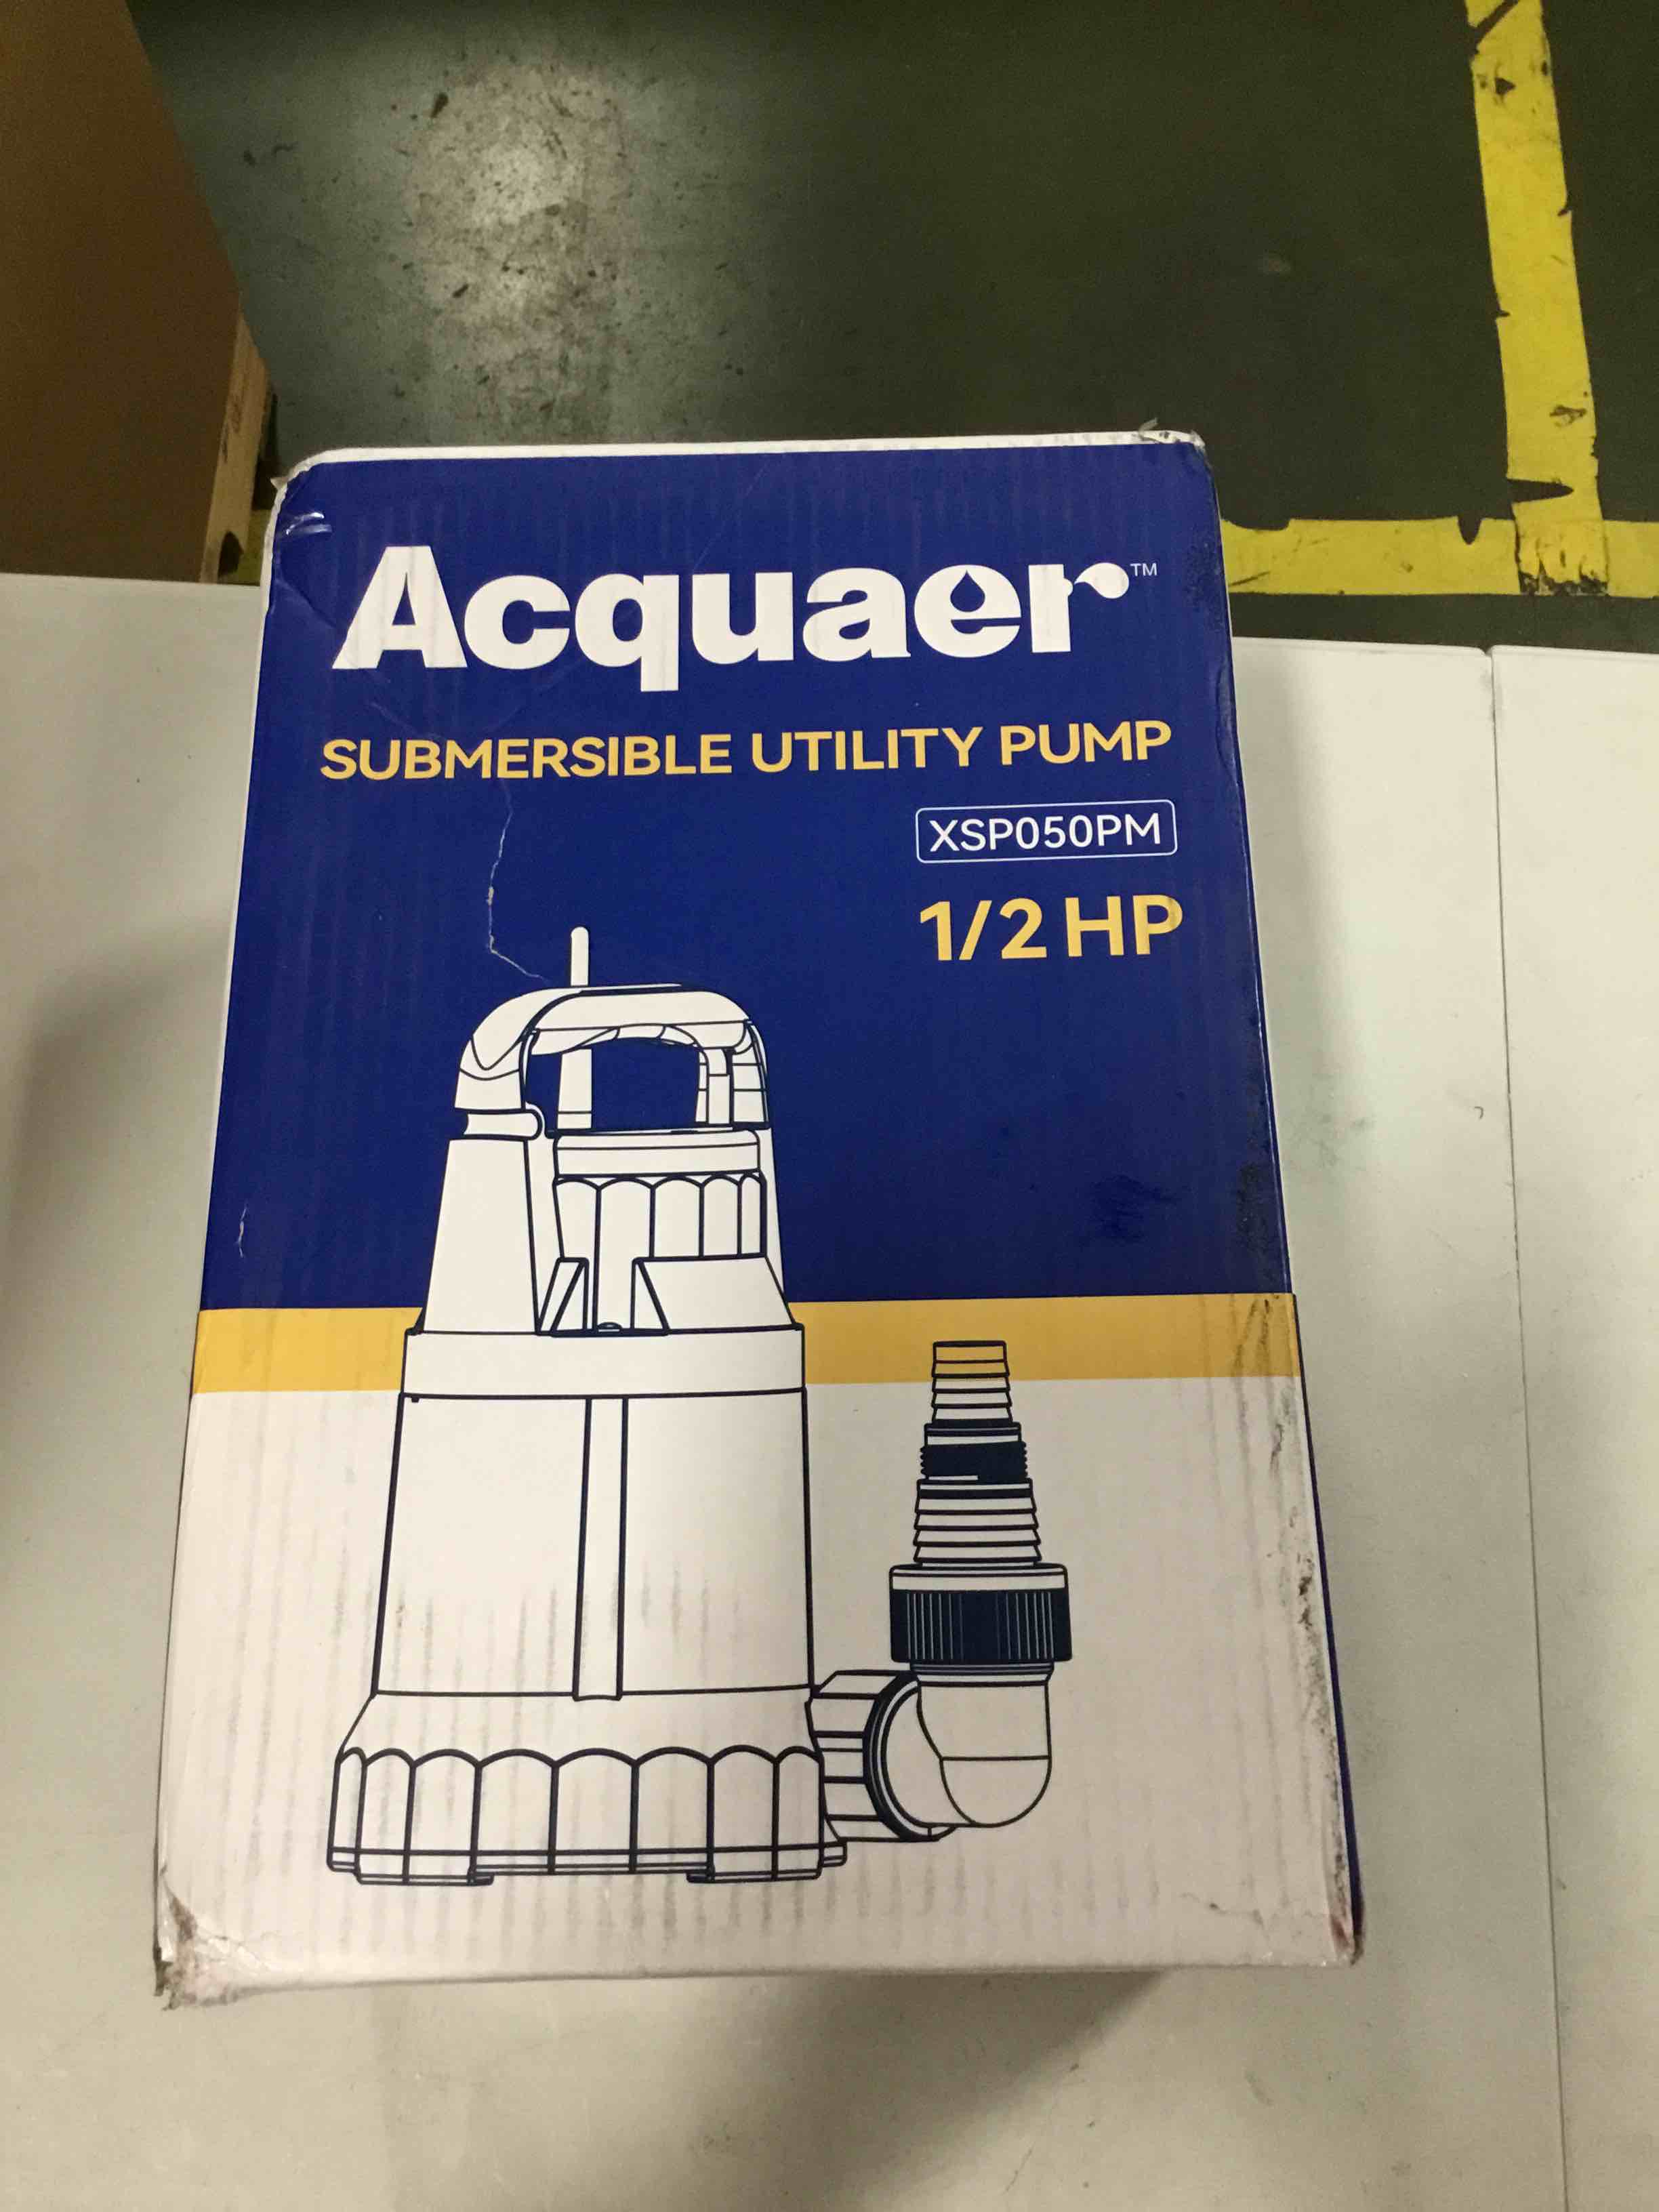 Acquaer™
SUBMERSIBLE UTILITY PUMP
XSP050PM
1/2 HP